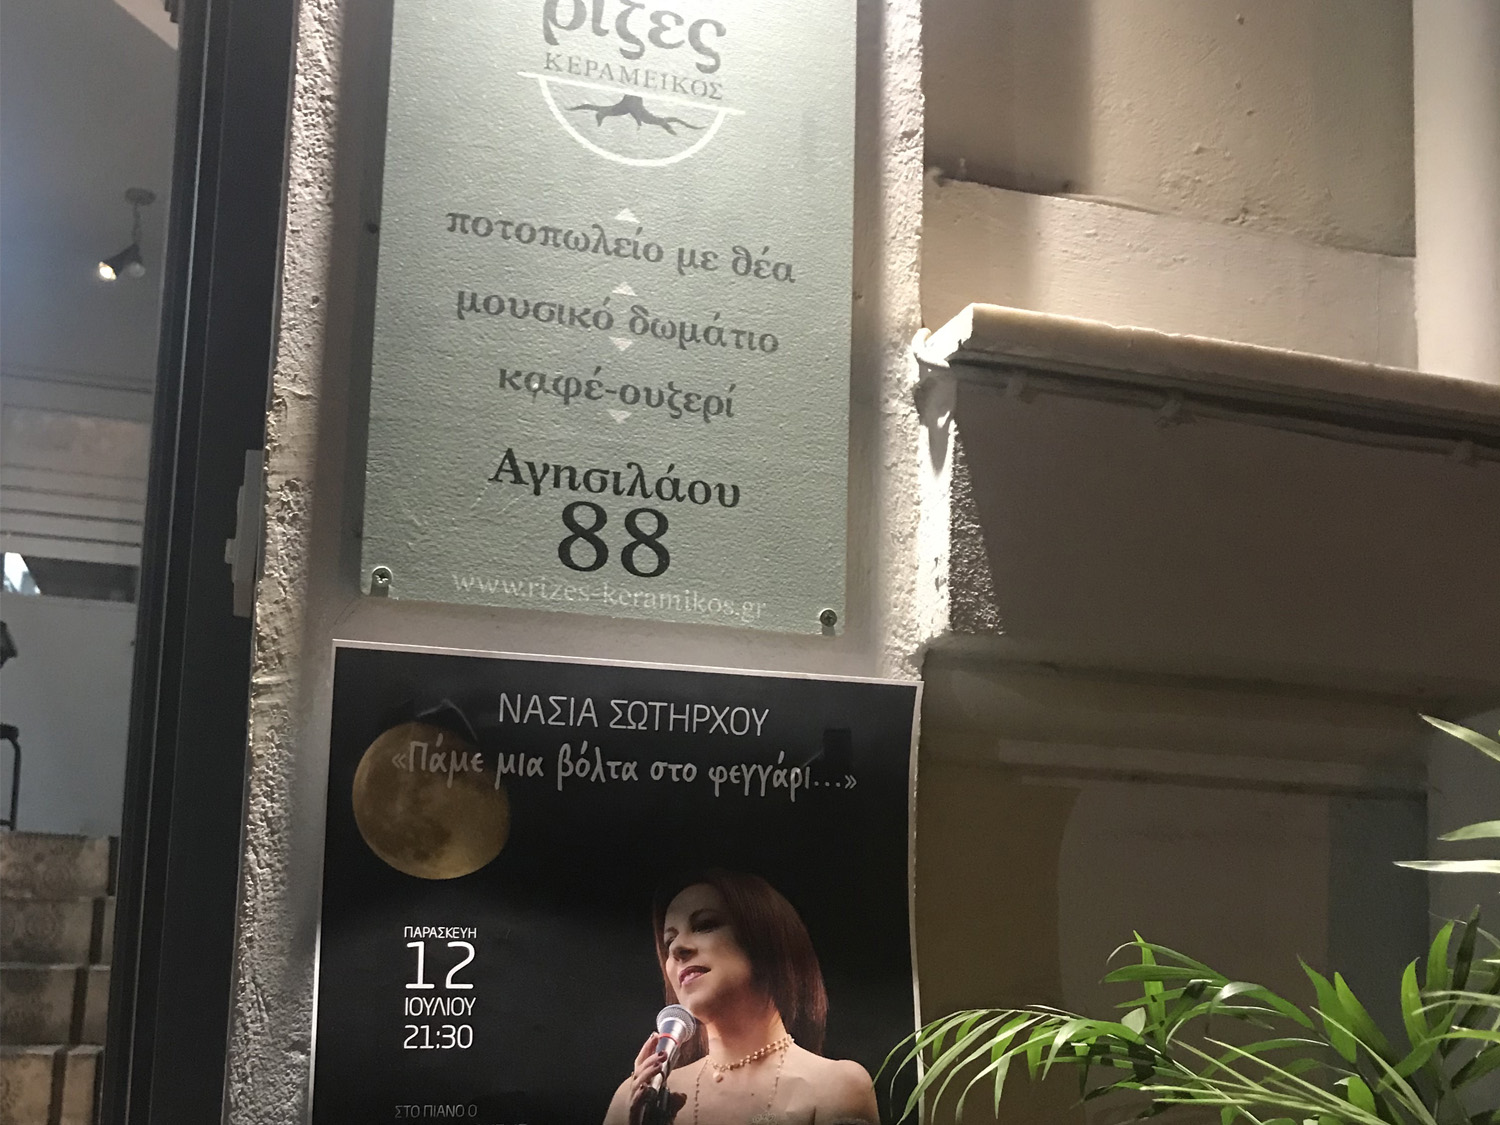 ρίζες
ΚΕΡΑΜΕΙΚΟΣ
ποτοπωλείο με θέα
μουσικό δωμάτιο
καφέ-ουζερί
Αγησιλάου
88
www.rizes-keramikos.gr
ΝΑΣΙΑ ΣΩΤΗΡΧΟΥ
«Πάμε μια βόλτα στο φεγγάρι...»
ΠΑΡΑΣΚΕΥΗ
12
ΙΟΥΛΙΟΥ
21:30
ΣΤΟ ΠΙΑΝΟ Ο